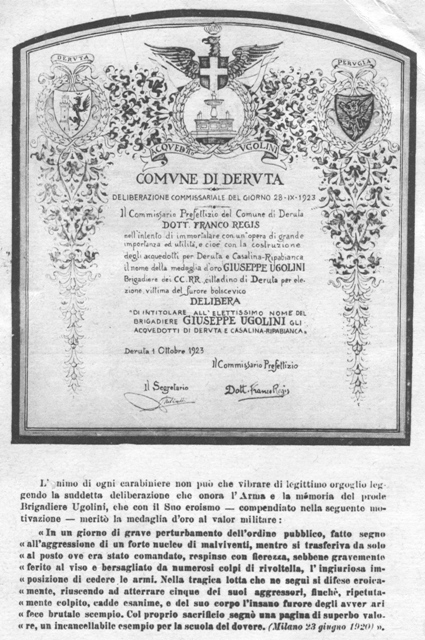 DERUTA
PERUGIA
ACQUEDOTTO UGOLINI
COMVNE DI DERVTA
DELIBERAZIONE COMMISSARIALE DEL GIORNO 28-IX-1923
Il Commissario Prefettizio del Comune di Deruta
DOTT. FRANCO REGIS
nell'intento di immortalare con un'opera di grande
importanza ed utilità, e cioè con la costruzione
degli acquedotti per Deruta e Casalina-Ripabianca
il nome della medaglia d'oro GIUSEPPE UGOLINI
Brigadiere dei CC.RR. cittadino di Deruta per ele-
zione, vittima del furore bolscevico
DELIBERA
"DI INTITOLARE ALL'ELETTISSIMO NOME DEL
BRIGADIERE GIUSEPPE UGOLINI GLI
ACQVEDOTTI DI DERVTA E CASALINA-RIPABIANCA„
Deruta 1 Ottobre 1923
Il Commissario Prefettizio
Il Segretario
Dott. Franco Regis
L'animo di ogni carabiniere non può che vibrare di legittimo orgoglio leg-
gendo la suddetta deliberazione che onora l'Arma e la memoria del prode
Brigadiere Ugolini, che con il Suo eroismo — compendiato nella seguente mo-
tivazione — meritò la medaglia d'oro al valor militare :
« In un giorno di grave perturbamento dell'ordine pubblico, fatto segno
« all'aggressione di un forte nucleo di malviventi, mentre si trasferiva da solo
« al posto ove era stato comandato, respinse con fierezza, sebbene gravemente
« ferito al viso e bersagliato da numerosi colpi di rivoltella, l'ingiuriosa im-
« posizione di cedere le armi. Nella tragica lotta che ne seguì si difese eroica-
« mente, riuscendo ad atterrare cinque dei suoi aggressori, finchè, ripetuta-
« mente colpito, cadde esanime, e del suo corpo l'insano furore degli avver ari
« fece brutale scempio. Col proprio sacrificio segnò una pagina di superbo valo-
« re, un incancellabile esempio per la scuola del dovere. (Milano 23 giugno 1920) ».